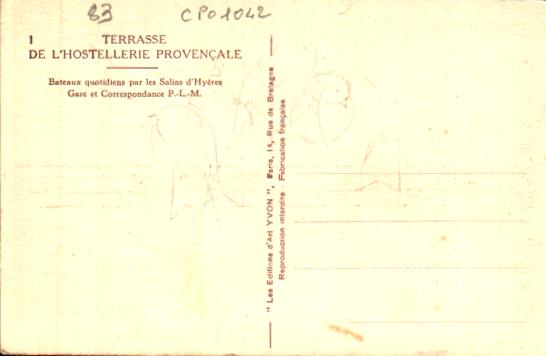 83 CPO1042
1 TERRASSE
DE L'HOSTELLERIE PROVENÇALE
Bateaux quotidiens par les Salins d'Hyères
Gare et Correspondance P.-L.-M.
" Les Editions d'Art YVON ", Paris, 15, Rue de Bretagne
Reproduction interdite - Fabrication française